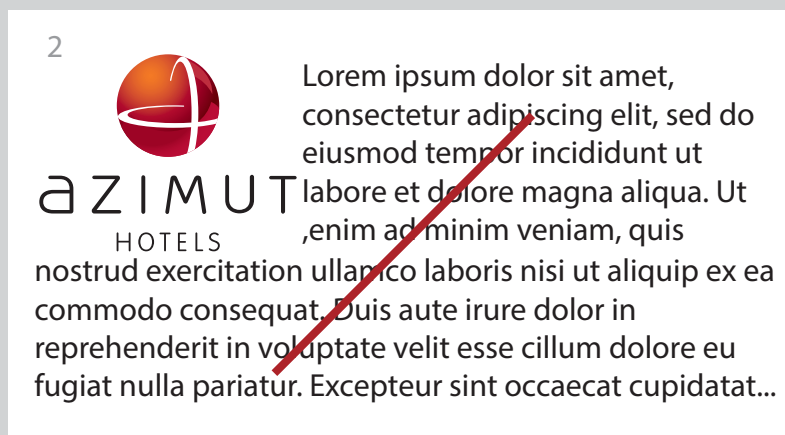 2
azimut
HOTELS
Lorem ipsum dolor sit amet,
consectetur adipiscing elit, sed do
eiusmod tempor incididunt ut
labore et dolore magna aliqua. Ut
,enim ad minim veniam, quis
nostrud exercitation ullamco laboris nisi ut aliquip ex ea
commodo consequat. Duis aute irure dolor in
reprehenderit in voluptate velit esse cillum dolore eu
fugiat nulla pariatur. Excepteur sint occaecat cupidatat...